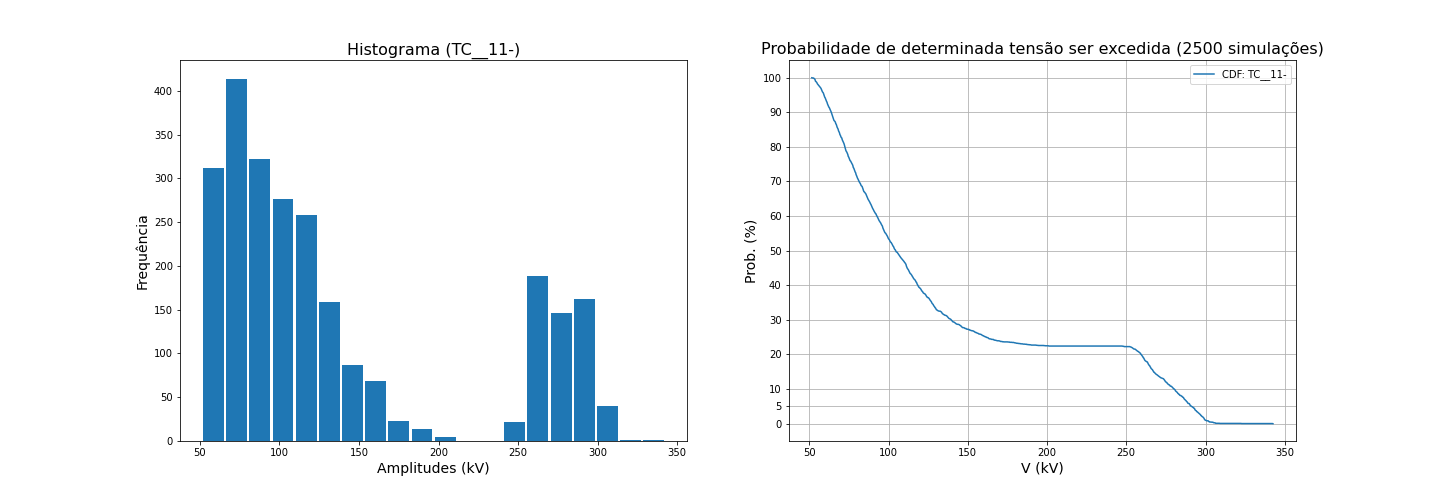 Histograma (TC__11-)
400
350
300
250
200
150
100
50
0
Frequência
50 100 150 200 250 300 350
Amplitudes (kV)
Probabilidade de determinada tensão ser excedida (2500 simulações)
CDF: TC__11-
100
90
80
70
60
50
40
30
20
10
5
0
Prob. (%)
50 100 150 200 250 300 350
V (kV)